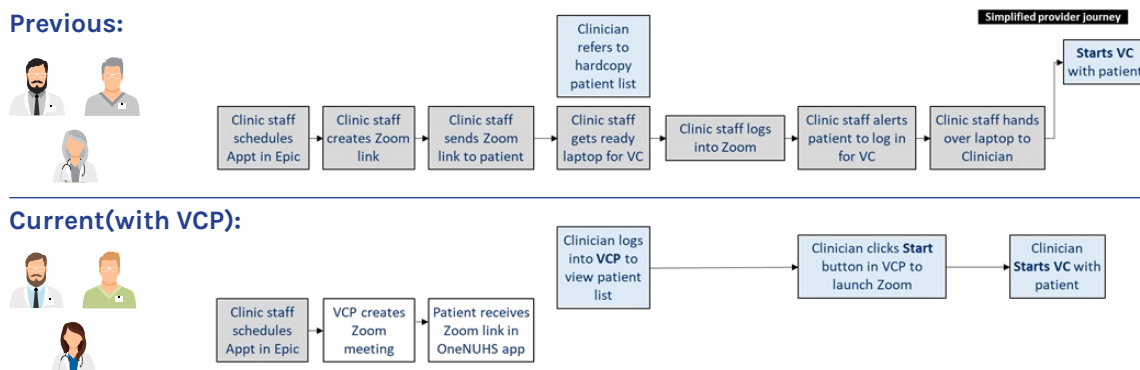 Previous:
Simplified provider journey
Clinician
refers to
hardcopy
patient list
Starts VC
with patient
Clinic staff
schedules
Appt in Epic
Clinic staff
creates Zoom
link
Clinic staff
sends Zoom
link to patient
Clinic staff
gets ready
laptop for VC
Clinic staff logs
into Zoom
Clinic staff alerts
patient to log in
for VC
Clinic staff hands
over laptop to
Clinician
Current(with VCP):
Clinician logs
into VCP to
view patient
list
Clinician clicks Start
button in VCP to
launch Zoom
Clinician
Starts VC with
patient
Clinic staff
schedules
Appt in Epic
VCP creates
Zoom
meeting
Patient receives
Zoom link in
OneNUHS app